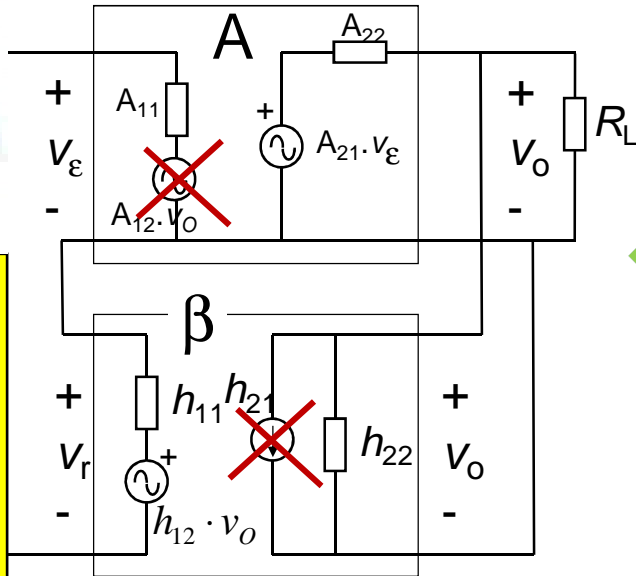 A
A22
A11
+
+
+
vε
A21.vε
vo
RL
-
-
A12.vO
β
+
h11
h21
+
vr
+
h22
vo
-
h12 · vO
-